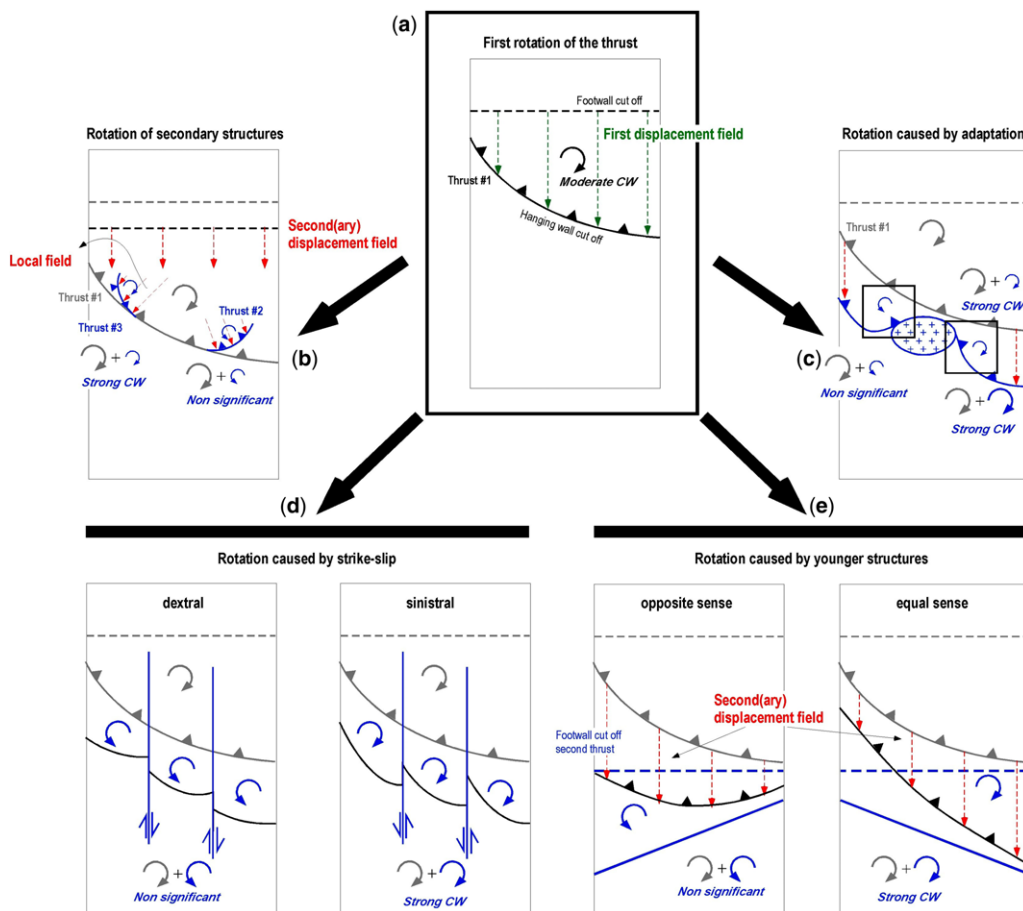 (a)
First rotation of the thrust
Footwall cut off
First displacement field
Thrust #1
Moderate CW
Hanging wall cut off
Rotation of secondary structures
Second(ary)
displacement field
Local field
Thrust #1
Thrust #3
Thrust #2
+
Strong CW
+
Non significant
(b)
Rotation caused by adaptation
Thrust #1
+
Strong CW
(c)
+
Non significant
+
Strong CW
(d)
Rotation caused by strike-slip
dextral
+
Non significant
sinistral
+
Strong CW
(e)
Rotation caused by younger structures
opposite sense
Second(ary)
displacement field
Footwall cut off
second thrust
+
Non significant
equal sense
+
Strong CW